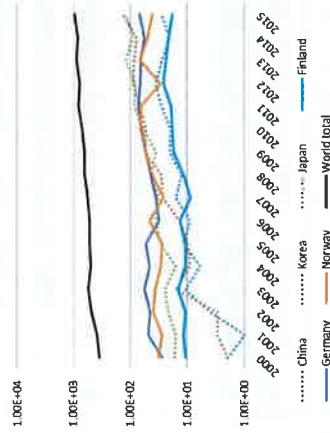 1.00E+04
1.00E+03
1.00E+02
1.00E+01
1.00E+00
2000
2001
2002
2003
2004
2005
2006
2007
2008
2009
2010
2011
2012
2013
2014
2015
China
Korea
Japan
Finland
Germany
Norway
World total